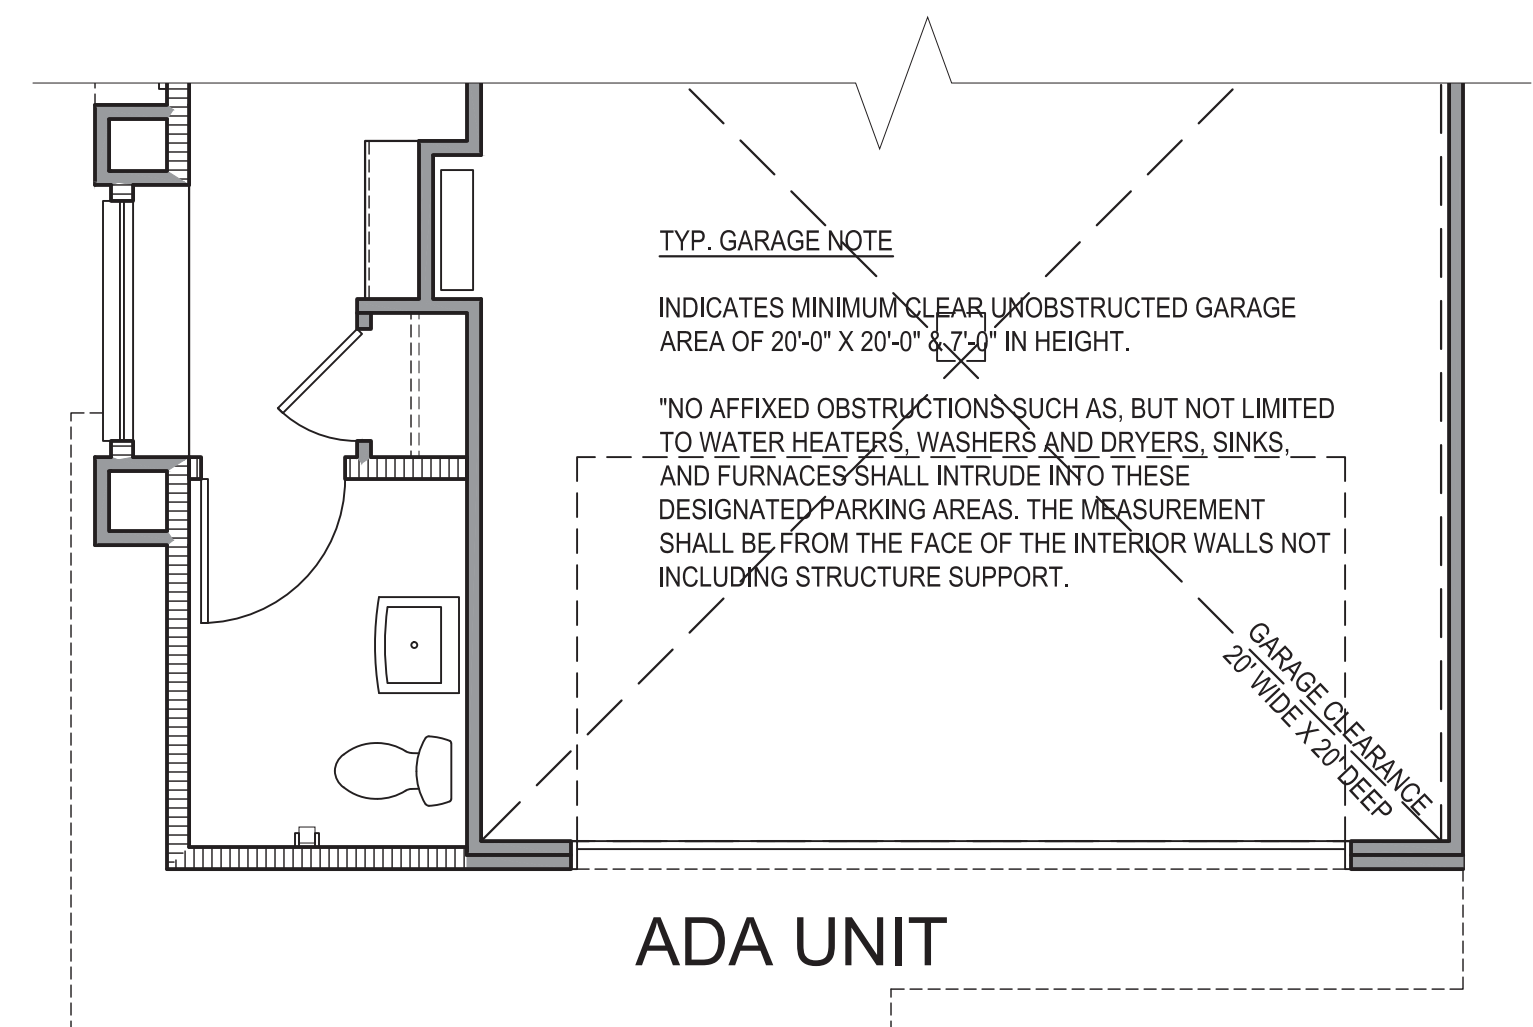 TYP. GARAGE NOTE
INDICATES MINIMUM CLEAR UNOBSTRUCTED GARAGE
AREA OF 20'-0" X 20'-0" & 7'-0" IN HEIGHT.
"NO AFFIXED OBSTRUCTIONS SUCH AS, BUT NOT LIMITED
TO WATER HEATERS, WASHERS AND DRYERS, SINKS,
AND FURNACES SHALL INTRUDE INTO THESE
DESIGNATED PARKING AREAS. THE MEASUREMENT
SHALL BE FROM THE FACE OF THE INTERIOR WALLS NOT
INCLUDING STRUCTURE SUPPORT.
GARAGE CLEARANCE
20' WIDE X 20' DEEP
ADA UNIT